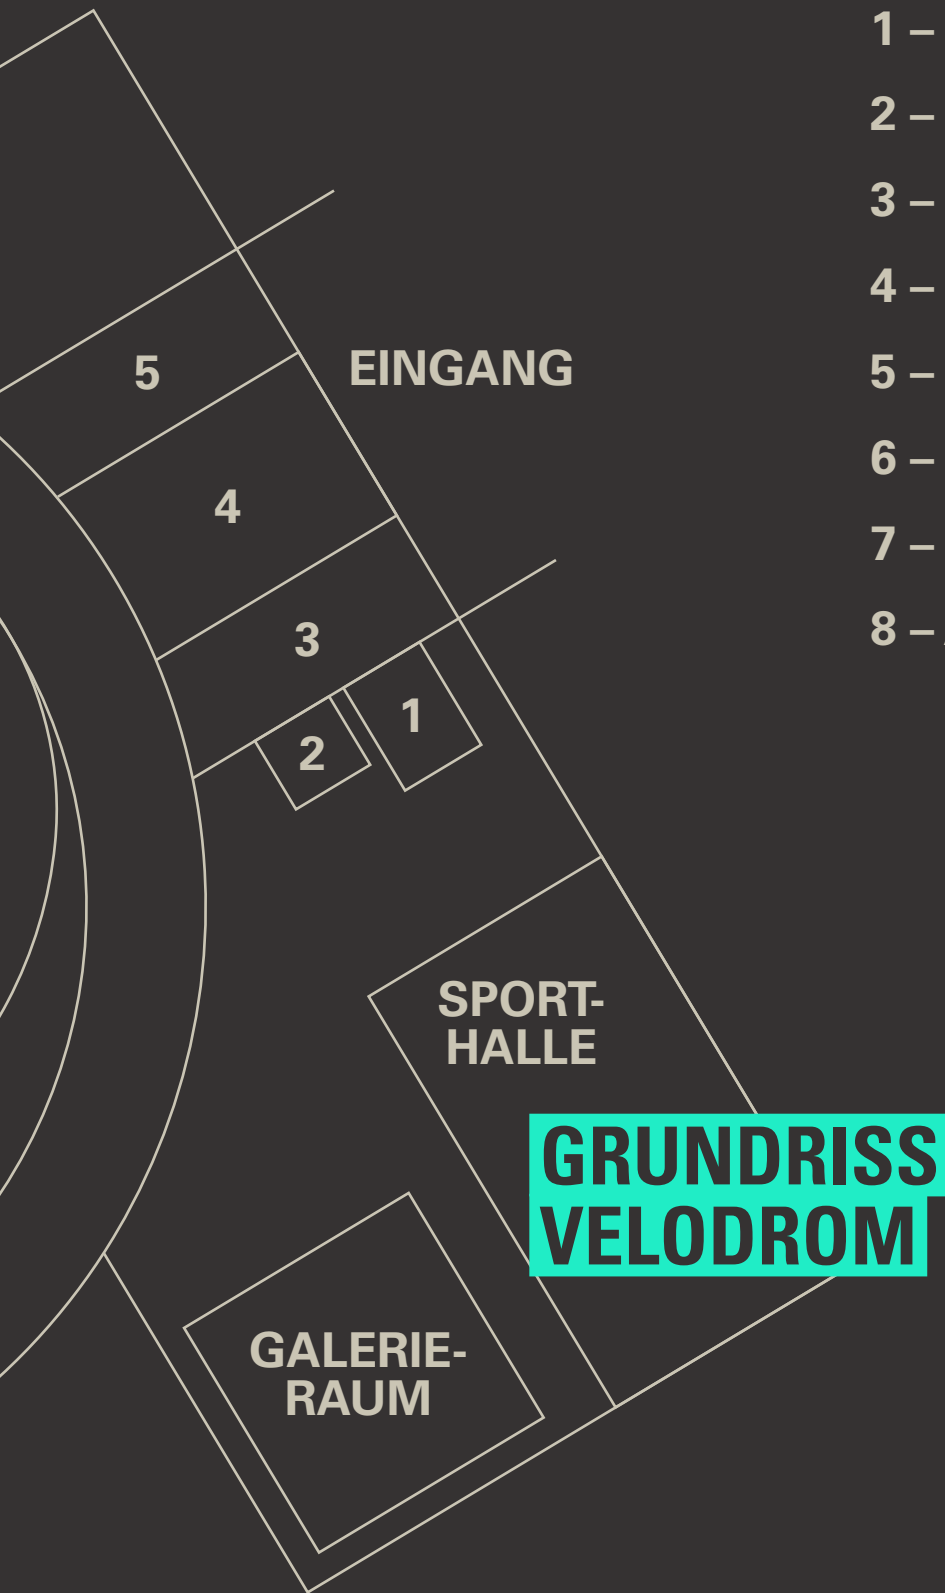 1 –
2 –
3 –
4 –
5 –
6 –
7 –
8 –
EINGANG
5
4
3
1
2
SPORT-
HALLE
GRUNDRISS
VELODROM
GALERIE-
RAUM